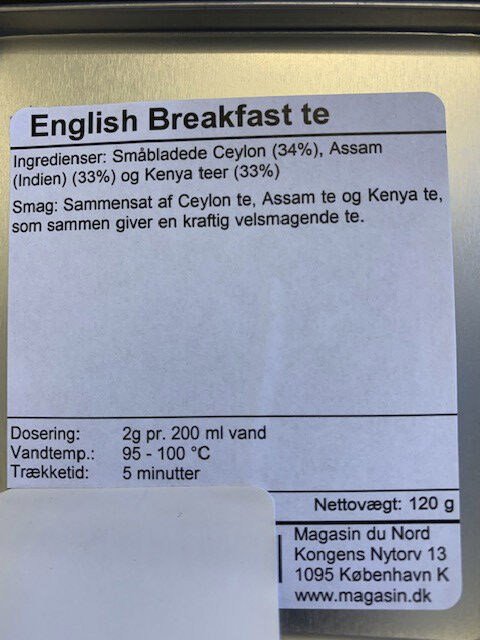 English Breakfast te
Ingredienser: Småbladede Ceylon (34%), Assam
(Indien) (33%) og Kenya teer (33%)
Smag: Sammensat af Ceylon te, Assam te og Kenya te,
som sammen giver en kraftig velsmagende te.
Dosering: 2g pr. 200 ml vand
Vandtemp.: 95 - 100 °C
Trækketid: 5 minutter
Nettovægt: 120 g
Magasin du Nord
Kongens Nytorv 13
1095 København K
www.magasin.dk